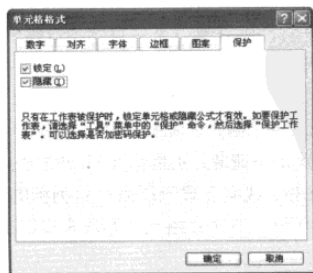 单元格格式
数字 对齐 字体 边框 图案 保护
锁定(L)
隐藏(I)
只有在工作表被保护时，锁定单元格或隐藏公式才有效。如要保护工
作表，请选择“工具”菜单中的“保护”命令，然后选择“保护工作
表”。可以选择是否加密码保护。
确定 取消